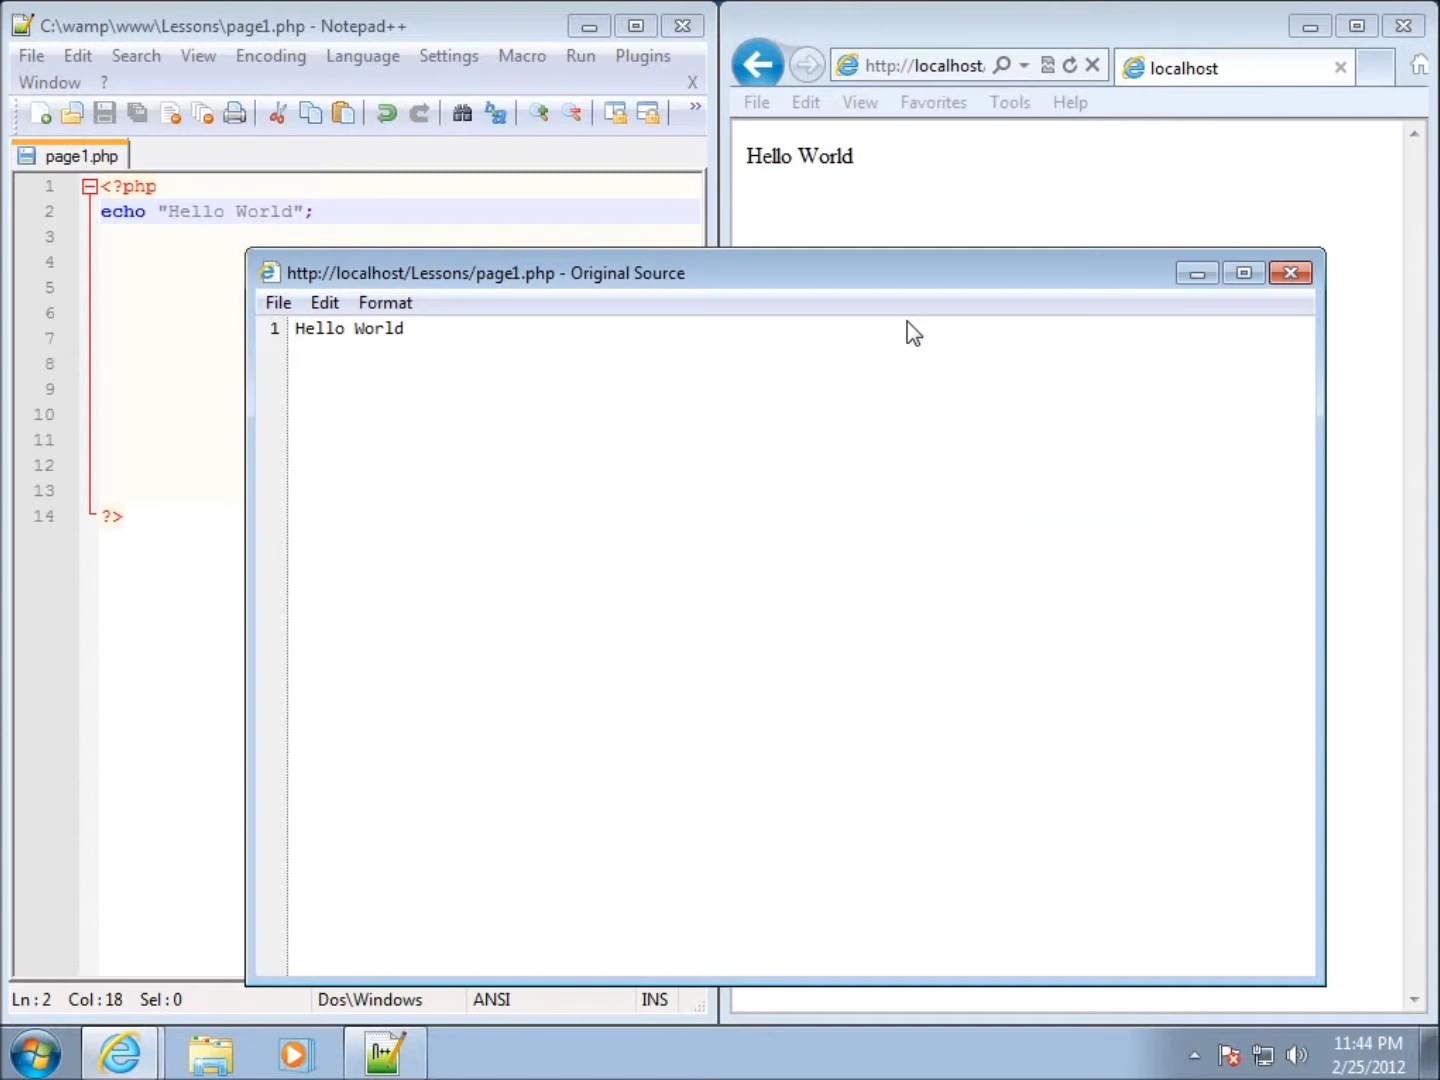 C:\wamp\www\Lessons\page1.php - Notepad++
File Edit Search View Encoding Language Settings Macro Run Plugins
Window ? X
page1.php
1 <?php
2 echo "Hello World";
3
4
5
6
7
8
9
10
11
12
13
14 ?>
Ln:2 Col:18 Sel:0 Dos\Windows ANSI INS
http://localhost
localhost
File Edit View Favorites Tools Help
Hello World
http://localhost/Lessons/page1.php - Original Source
File Edit Format
1 Hello World
11:44 PM
2/25/2012